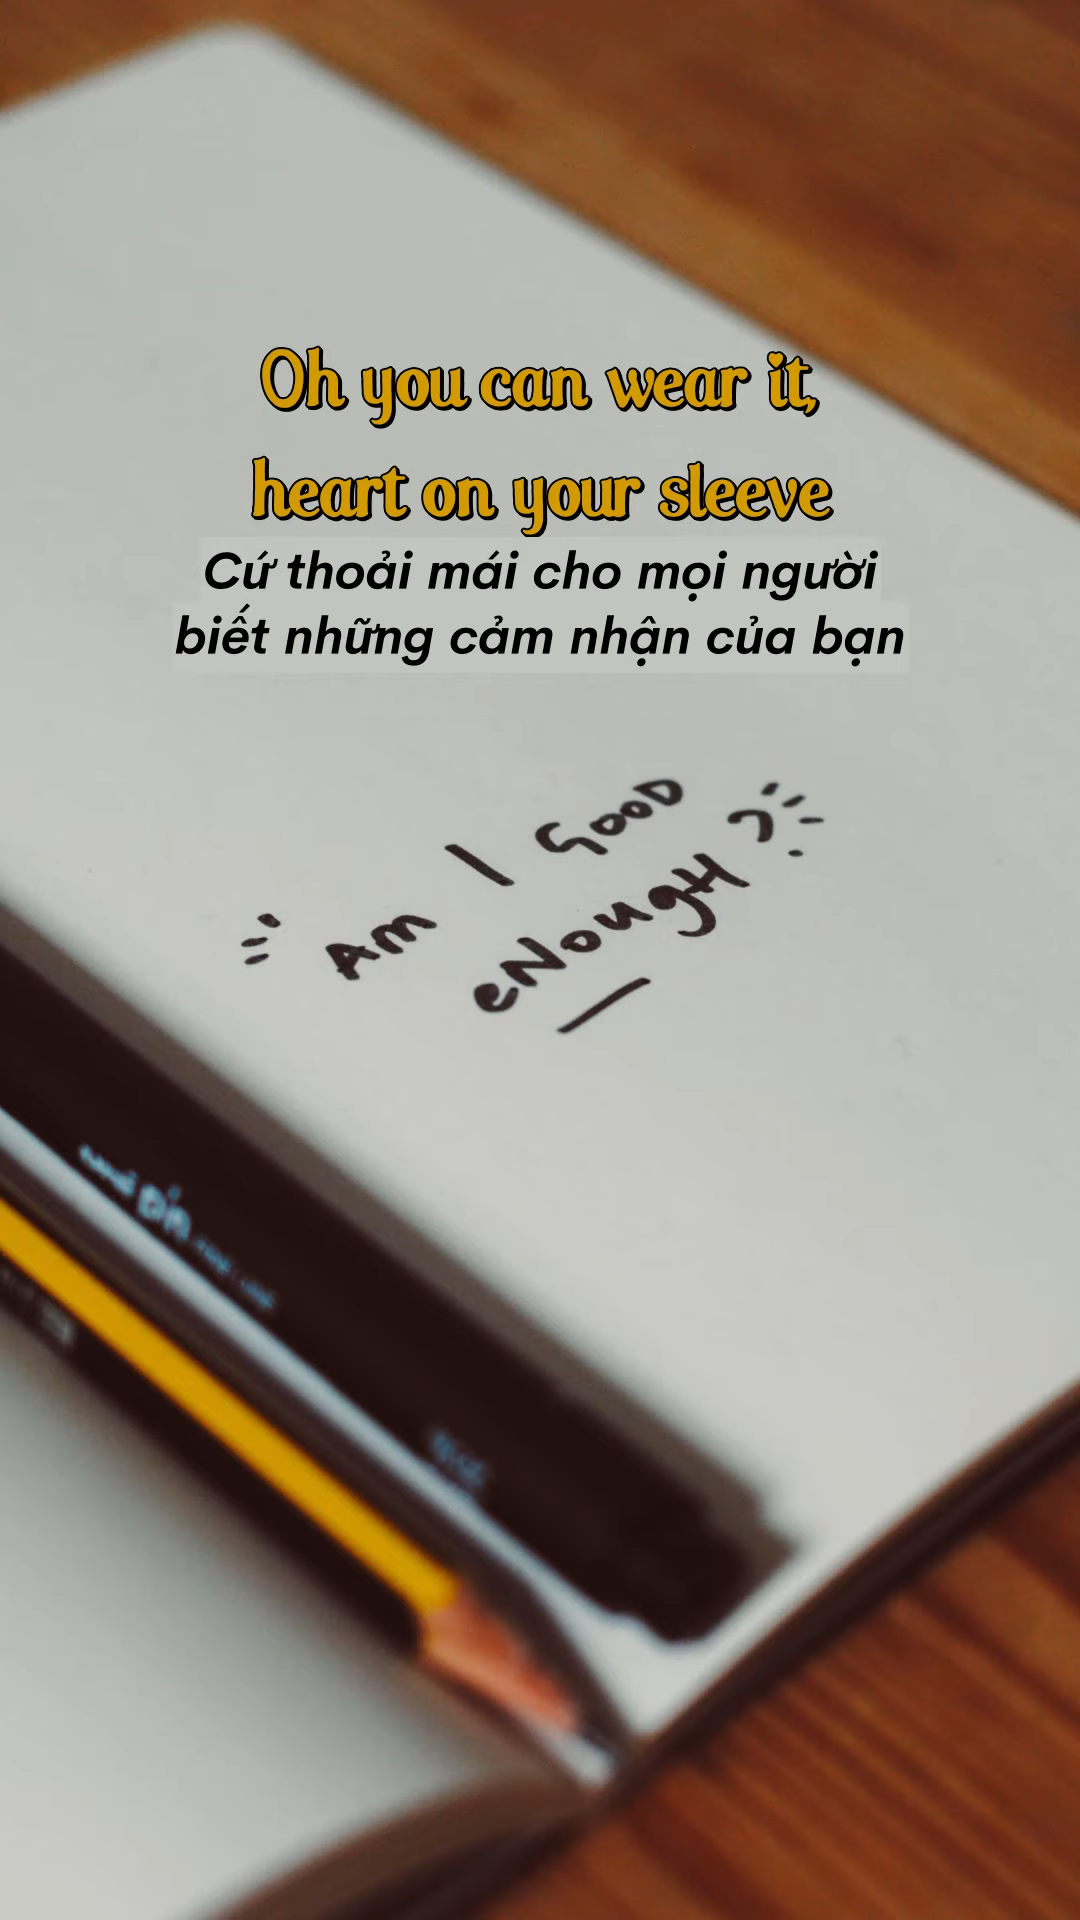 Oh you can wear it,
heart on your sleeve
Cứ thoải mái cho mọi người
biết những cảm nhận của bạn
Am I GOOD
eNougH ?